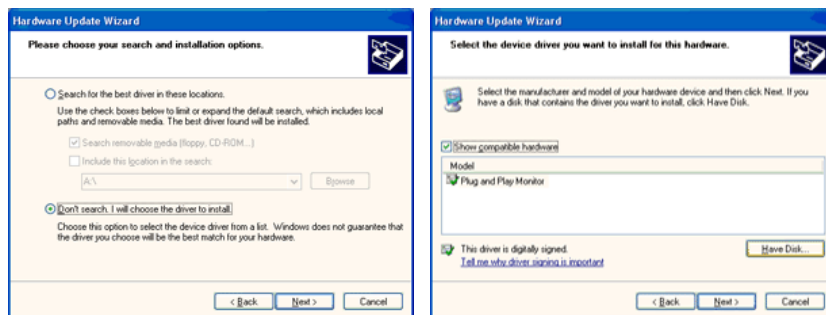 Hardware Update Wizard
Please choose your search and installation options.
Search for the best driver in these locations.
Use the check boxes below to limit or expand the default search, which includes local
paths and removable media. The best driver found will be installed.
Search removable media (floppy, CD-ROM...)
Include this location in the search:
A:\
Browse
Don't search. I will choose the driver to install.
Choose this option to select the device driver from a list. Windows does not guarantee that
the driver you choose will be the best match for your hardware.
< Back
Next >
Cancel
Hardware Update Wizard
Select the device driver you want to install for this hardware.
Select the manufacturer and model of your hardware device and then click Next. If you
have a disk that contains the driver you want to install, click Have Disk.
Show compatible hardware
Model
Plug and Play Monitor
This driver is digitally signed.
Tell me why driver signing is important
Have Disk...
< Back
Next >
Cancel